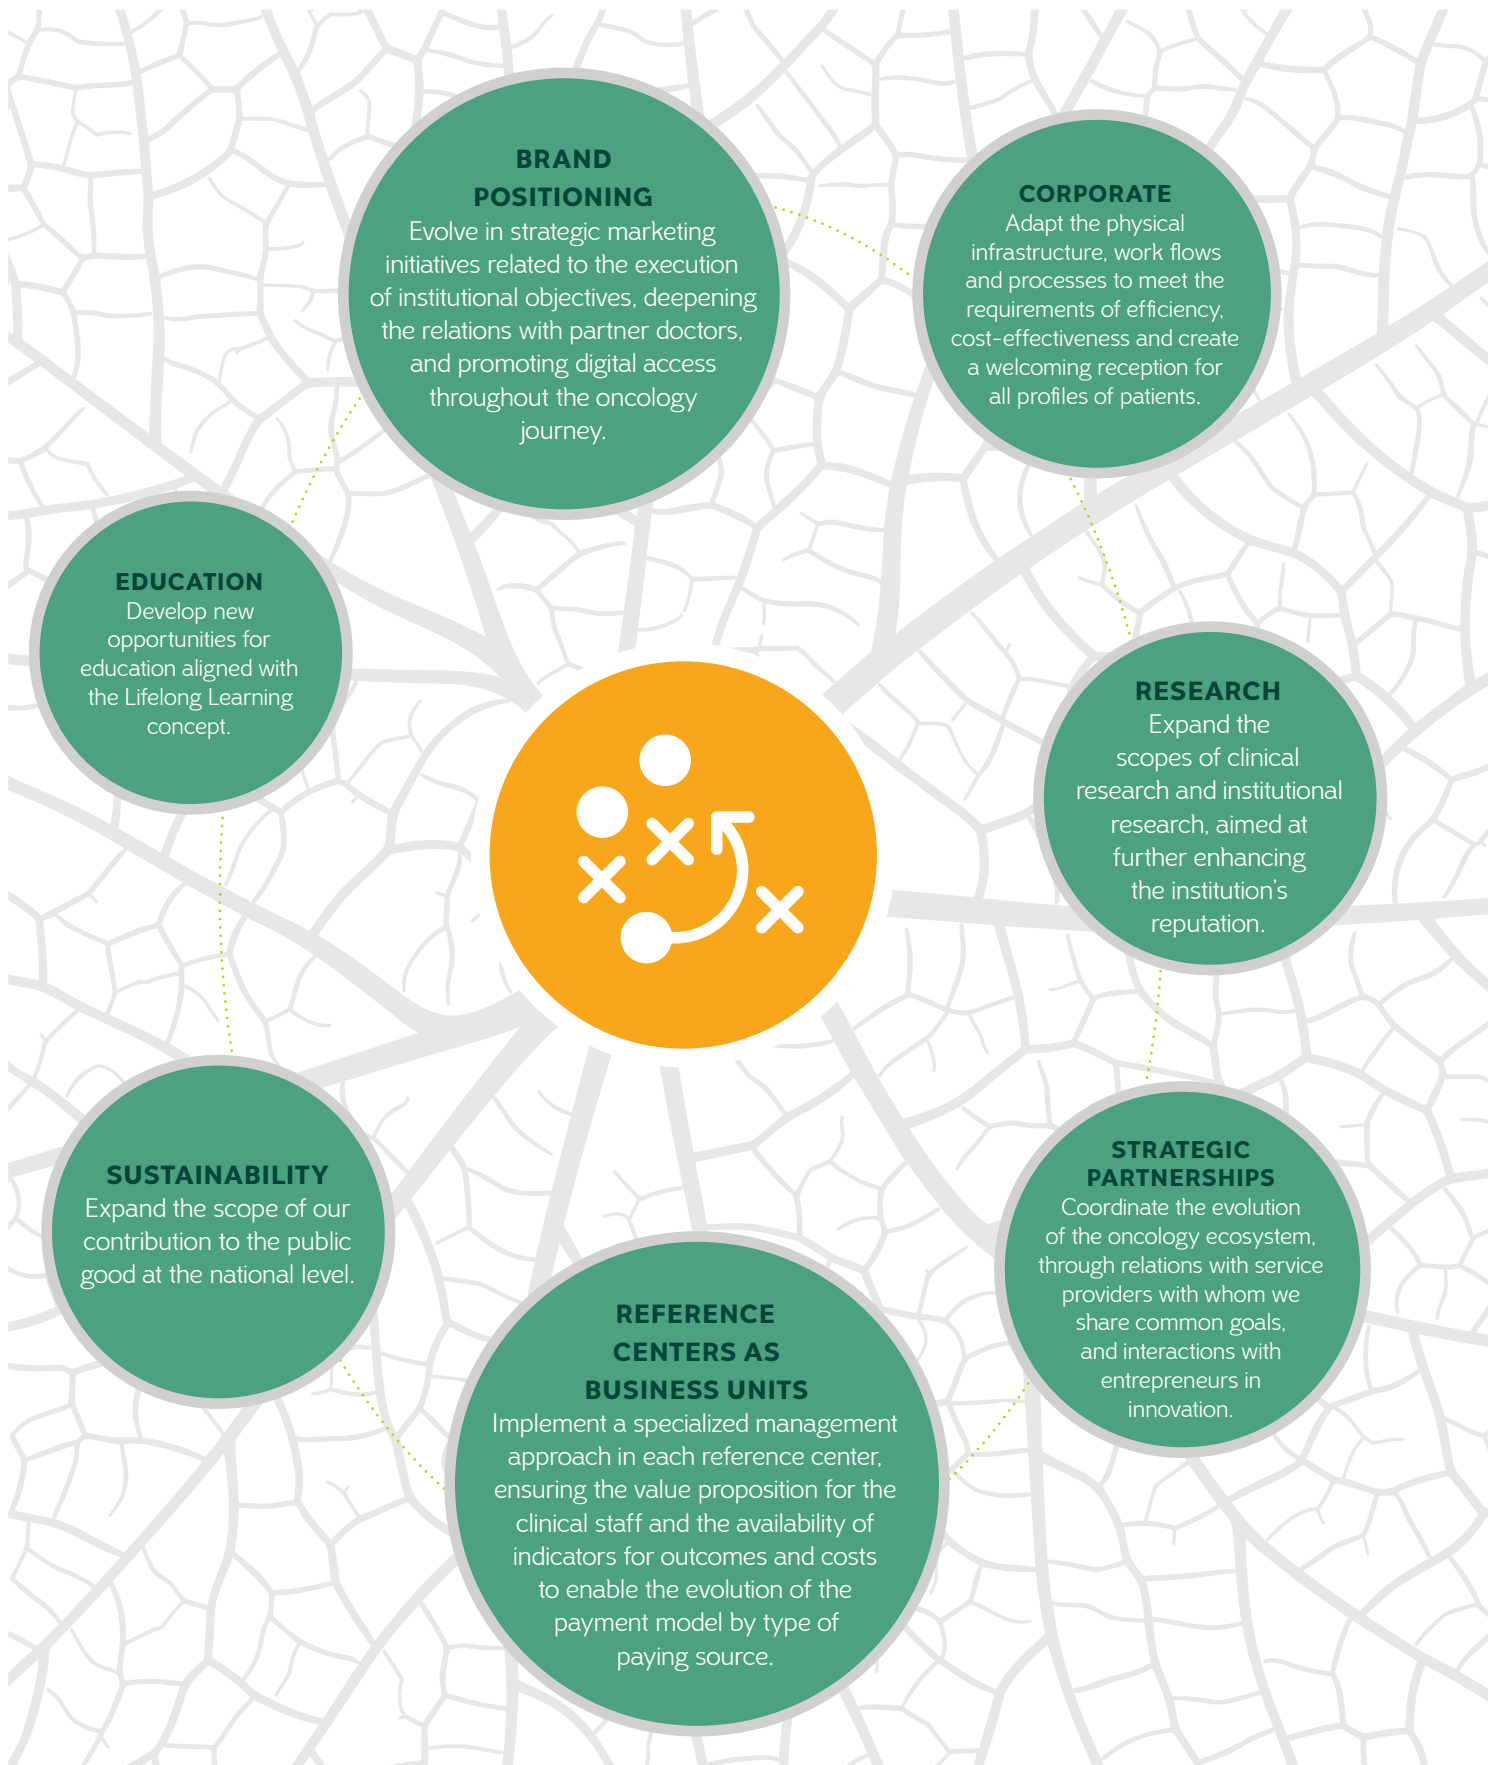 BRAND
POSITIONING
Evolve in strategic marketing
initiatives related to the execution
of institutional objectives, deepening
the relations with partner doctors,
and promoting digital access
throughout the oncology
journey.
CORPORATE
Adapt the physical
infrastructure, work flows
and processes to meet the
requirements of efficiency,
cost-effectiveness and create
a welcoming reception for
all profiles of patients.
EDUCATION
Develop new
opportunities for
education aligned with
the Lifelong Learning
concept.
RESEARCH
Expand the
scopes of clinical
research and institutional
research, aimed at
further enhancing
the institution's
reputation.
SUSTAINABILITY
Expand the scope of our
contribution to the public
good at the national level.
STRATEGIC
PARTNERSHIPS
Coordinate the evolution
of the oncology ecosystem,
through relations with service
providers with whom we
share common goals,
and interactions with
entrepreneurs in
innovation.
REFERENCE
CENTERS AS
BUSINESS UNITS
Implement a specialized management
approach in each reference center,
ensuring the value proposition for the
clinical staff and the availability of
indicators for outcomes and costs
to enable the evolution of the
payment model by type of
paying source.